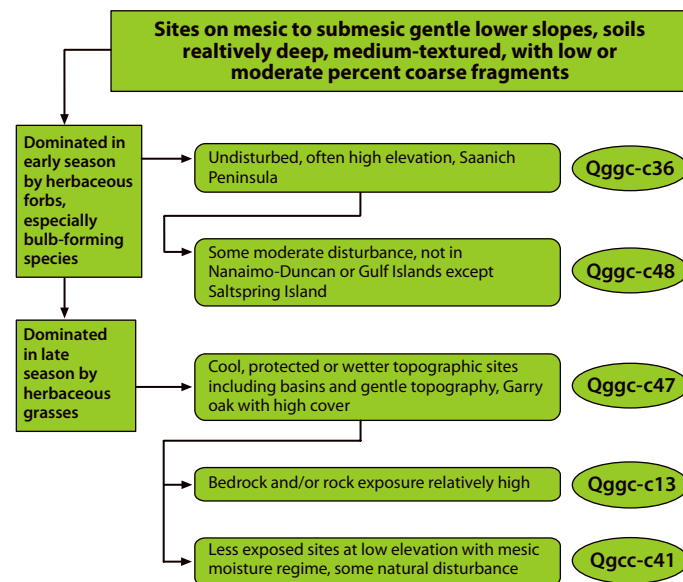 Sites on mesic to submesic gentle lower slopes, soils
realtively deep, medium-textured, with low or
moderate percent coarse fragments
Dominated in
early season
by herbaceous
forbs,
especially
bulb-forming
species
Undisturbed, often high elevation, Saanich
Peninsula
Qggc-c36
Some moderate disturbance, not in
Nanaimo-Duncan or Gulf Islands except
Saltspring Island
Qggc-c48
Dominated
in late
season by
herbaceous
grasses
Cool, protected or wetter topographic sites
including basins and gentle topography, Garry
oak with high cover
Qggc-c47
Bedrock and/or rock exposure relatively high
Qggc-c13
Less exposed sites at low elevation with mesic
moisture regime, some natural disturbance
Qgcc-c41